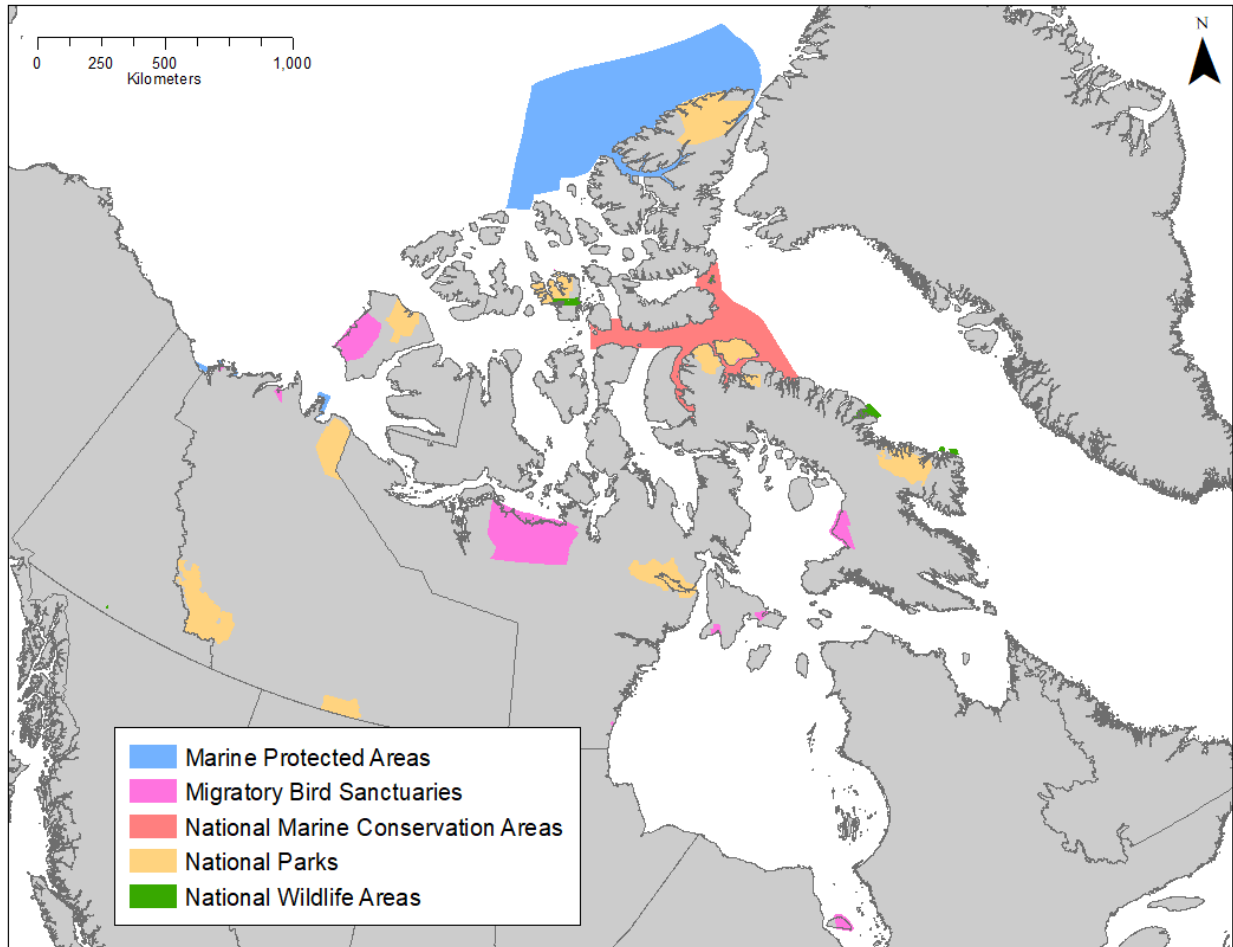 N
0 250 500 1,000
Kilometers
Marine Protected Areas
Migratory Bird Sanctuaries
National Marine Conservation Areas
National Parks
National Wildlife Areas